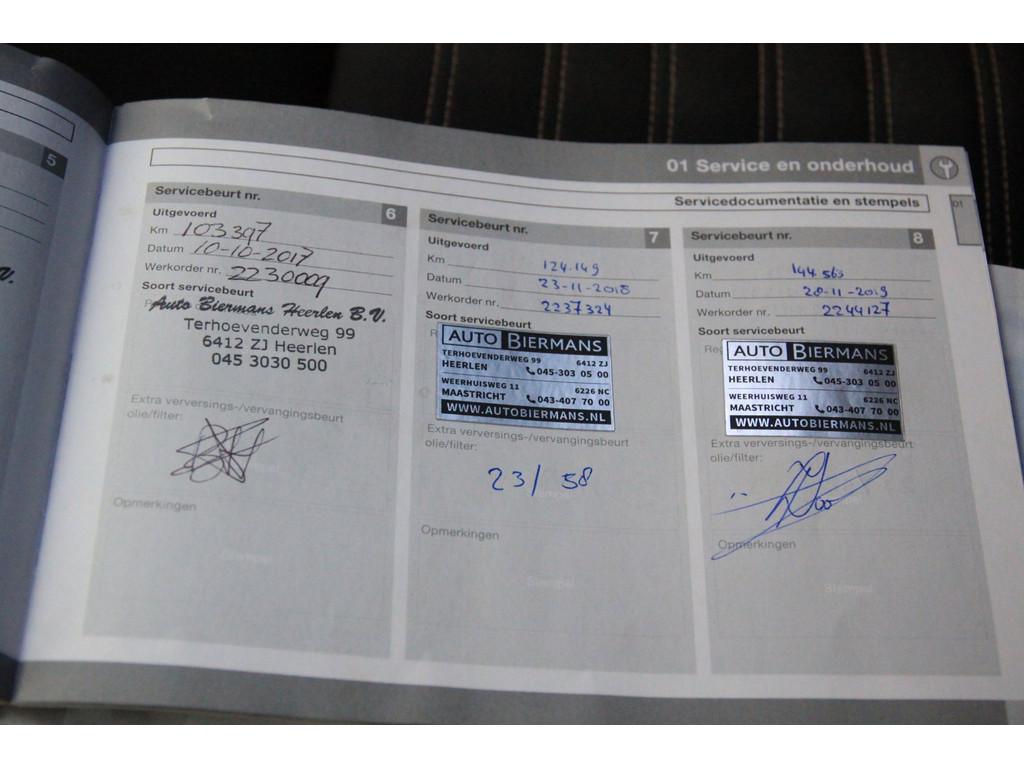 5
01 Service en onderhoud
01
Servicedocumentatie en stempels
Servicebeurt nr. 6
Uitgevoerd
Km 103397
Datum 10-10-2017
Werkorder nr. 2230009
Soort servicebeurt
Auto Biermans Heerlen B.V.
Terhoevenderweg 99
6412 ZJ Heerlen
045 3030 500
Extra verversings-/vervangingsbeurt
olie/filter:
Opmerkingen
Stempel
Servicebeurt nr. 7
Uitgevoerd
Km 124.149
Datum 23-11-2018
Werkorder nr. 2237324
Soort servicebeurt
AUTO BIERMANS
TERHOEVENDERWEG 99 6412 ZJ
HEERLEN 045-303 05 00
WEERHUISWEG 11 6226 NC
MAASTRICHT 043-407 70 00
WWW.AUTOBIERMANS.NL
Extra verversings-/vervangingsbeurt
olie/filter:
23/ 58
Opmerkingen
Stempel
Servicebeurt nr. 8
Uitgevoerd
Km 144.563
Datum 28-11-2019
Werkorder nr. 2244127
Soort servicebeurt
AUTO BIERMANS
TERHOEVENDERWEG 99 6412 ZJ
HEERLEN 045-303 05 00
WEERHUISWEG 11 6226 NC
MAASTRICHT 043-407 70 00
WWW.AUTOBIERMANS.NL
Extra verversings-/vervangingsbeurt
olie/filter:
Opmerkingen
Stempel